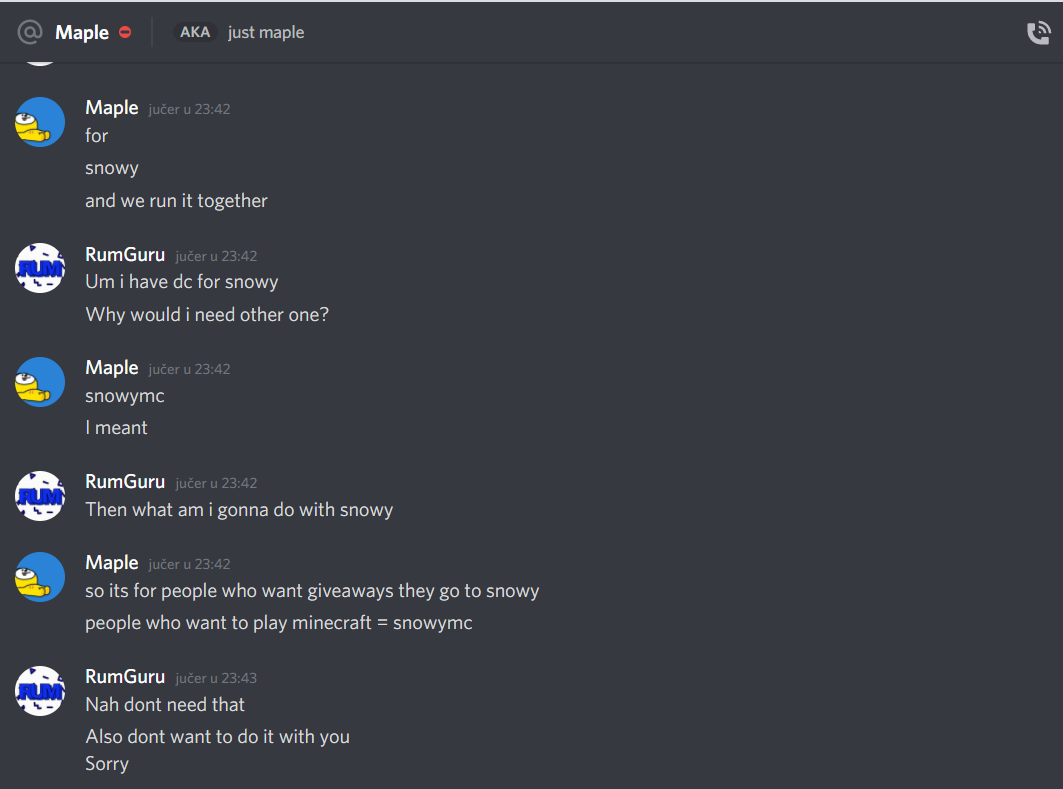 @ Maple AKA just maple
Maple jučer u 23:42
for
snowy
and we run it together
RUM
RumGuru jučer u 23:42
Um i have dc for snowy
Why would i need other one?
Maple jučer u 23:42
snowymc
I meant
RUM
RumGuru jučer u 23:42
Then what am i gonna do with snowy
Maple jučer u 23:42
so its for people who want giveaways they go to snowy
people who want to play minecraft = snowymc
RUM
RumGuru jučer u 23:43
Nah dont need that
Also dont want to do it with you
Sorry